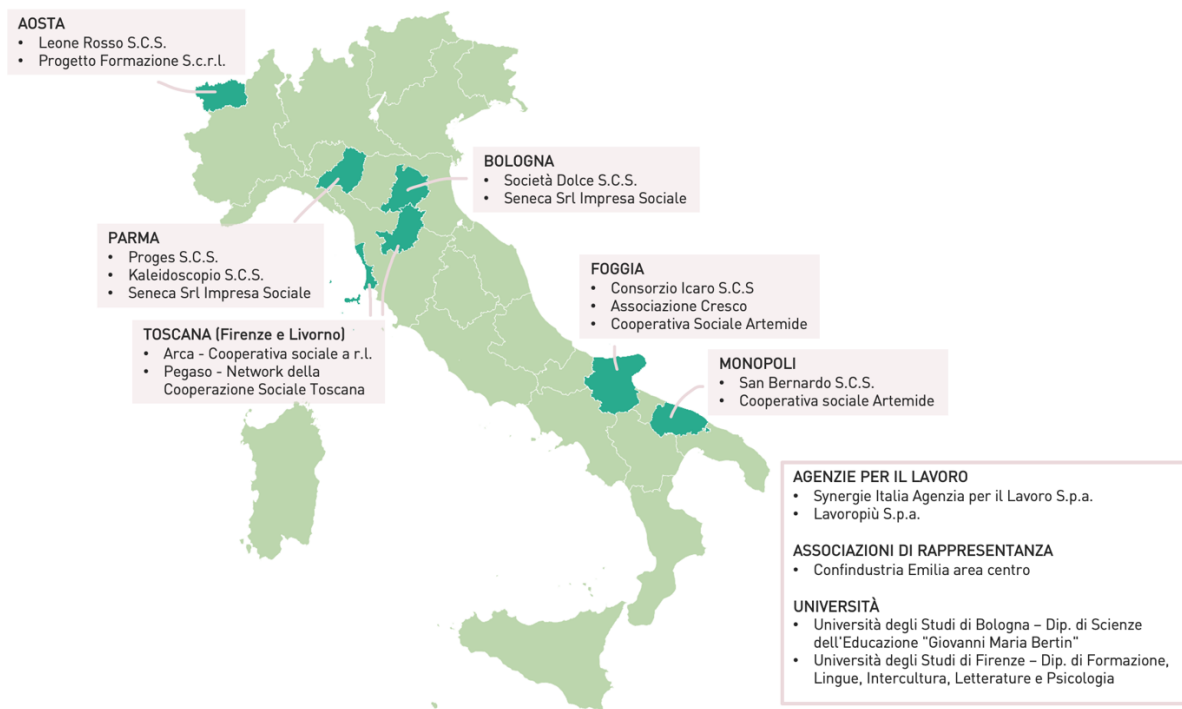 AOSTA
• Leone Rosso S.C.S.
• Progetto Formazione S.c.r.l.
BOLOGNA
• Società Dolce S.C.S.
• Seneca Srl Impresa Sociale
PARMA
• Proges S.C.S.
• Kaleidoscopio S.C.S.
• Seneca Srl Impresa Sociale
FOGGIA
• Consorzio Icaro S.C.S
• Associazione Cresco
• Cooperativa Sociale Artemide
TOSCANA (Firenze e Livorno)
• Arca - Cooperativa sociale a r.l.
• Pegaso - Network della
Cooperazione Sociale Toscana
MONOPOLI
• San Bernardo S.C.S.
• Cooperativa sociale Artemide
AGENZIE PER IL LAVORO
• Synergie Italia Agenzia per il Lavoro S.p.a.
• Lavoropiù S.p.a.
ASSOCIAZIONI DI RAPPRESENTANZA
• Confindustria Emilia area centro
UNIVERSITÀ
• Università degli Studi di Bologna – Dip. di Scienze
dell'Educazione "Giovanni Maria Bertin"
• Università degli Studi di Firenze – Dip. di Formazione,
Lingue, Intercultura, Letterature e Psicologia